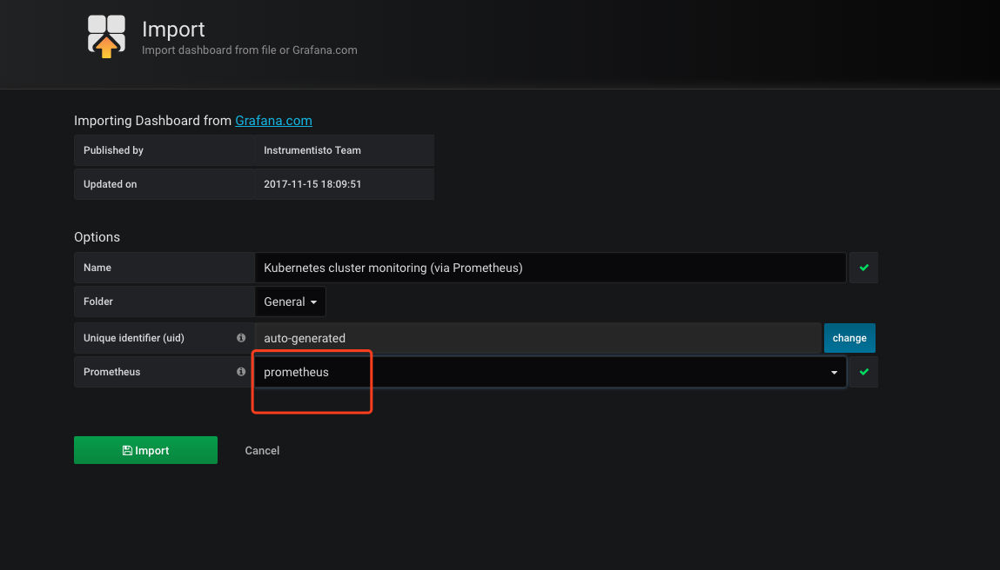 Import
Import dashboard from file or Grafana.com
Importing Dashboard from Grafana.com
Published by Instrumentisto Team
Updated on 2017-11-15 18:09:51
Options
Name Kubernetes cluster monitoring (via Prometheus)
Folder General
Unique identifier (uid) auto-generated change
Prometheus prometheus
Import Cancel